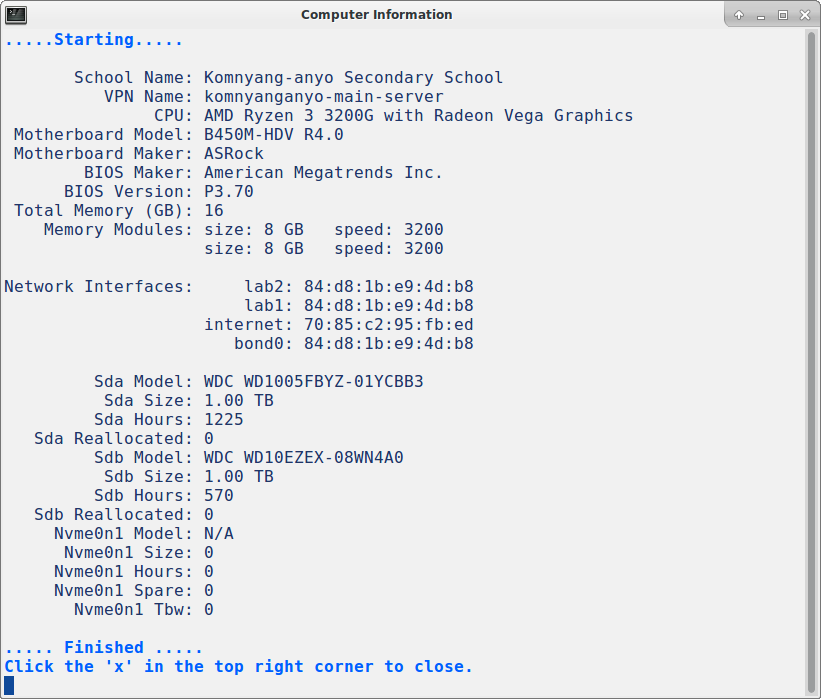 Computer Information
.....Starting.....
School Name: Komnyang-anyo Secondary School
VPN Name: komnyanganyo-main-server
CPU: AMD Ryzen 3 3200G with Radeon Vega Graphics
Motherboard Model: B450M-HDV R4.0
Motherboard Maker: ASRock
BIOS Maker: American Megatrends Inc.
BIOS Version: P3.70
Total Memory (GB): 16
Memory Modules: size: 8 GB   speed: 3200
size: 8 GB   speed: 3200
Network Interfaces:     lab2: 84:d8:1b:e9:4d:b8
lab1: 84:d8:1b:e9:4d:b8
internet: 70:85:c2:95:fb:ed
bond0: 84:d8:1b:e9:4d:b8
Sda Model: WDC WD1005FBYZ-01YCBB3
Sda Size: 1.00 TB
Sda Hours: 1225
Sda Reallocated: 0
Sdb Model: WDC WD10EZEX-08WN4A0
Sdb Size: 1.00 TB
Sdb Hours: 570
Sdb Reallocated: 0
Nvme0n1 Model: N/A
Nvme0n1 Size: 0
Nvme0n1 Hours: 0
Nvme0n1 Spare: 0
Nvme0n1 Tbw: 0
..... Finished .....
Click the 'x' in the top right corner to close.